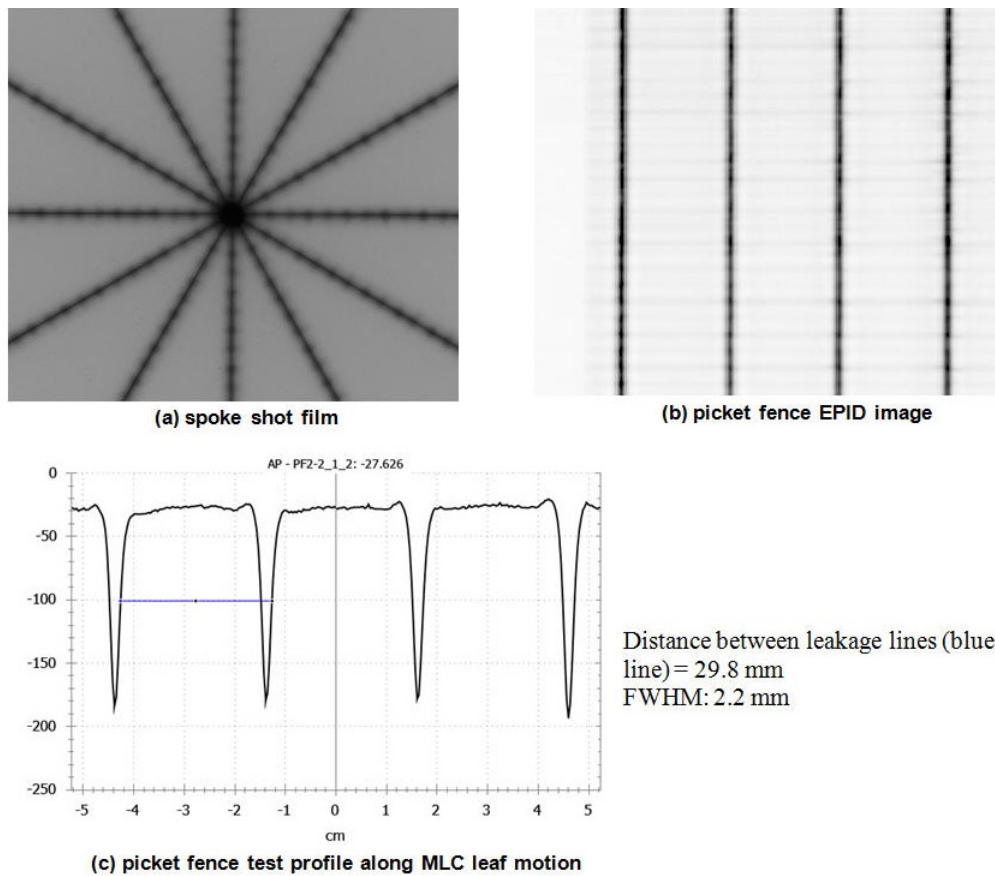 (a) spoke shot film
(b) picket fence EPID image
AP - PF2-2_1_2: -27.626
0
-50
-100
-150
-200
-250
-5 -4 -3 -2 -1 0 1 2 3 4 5
cm
Distance between leakage lines (blue
line) = 29.8 mm
FWHM: 2.2 mm
(c) picket fence test profile along MLC leaf motion